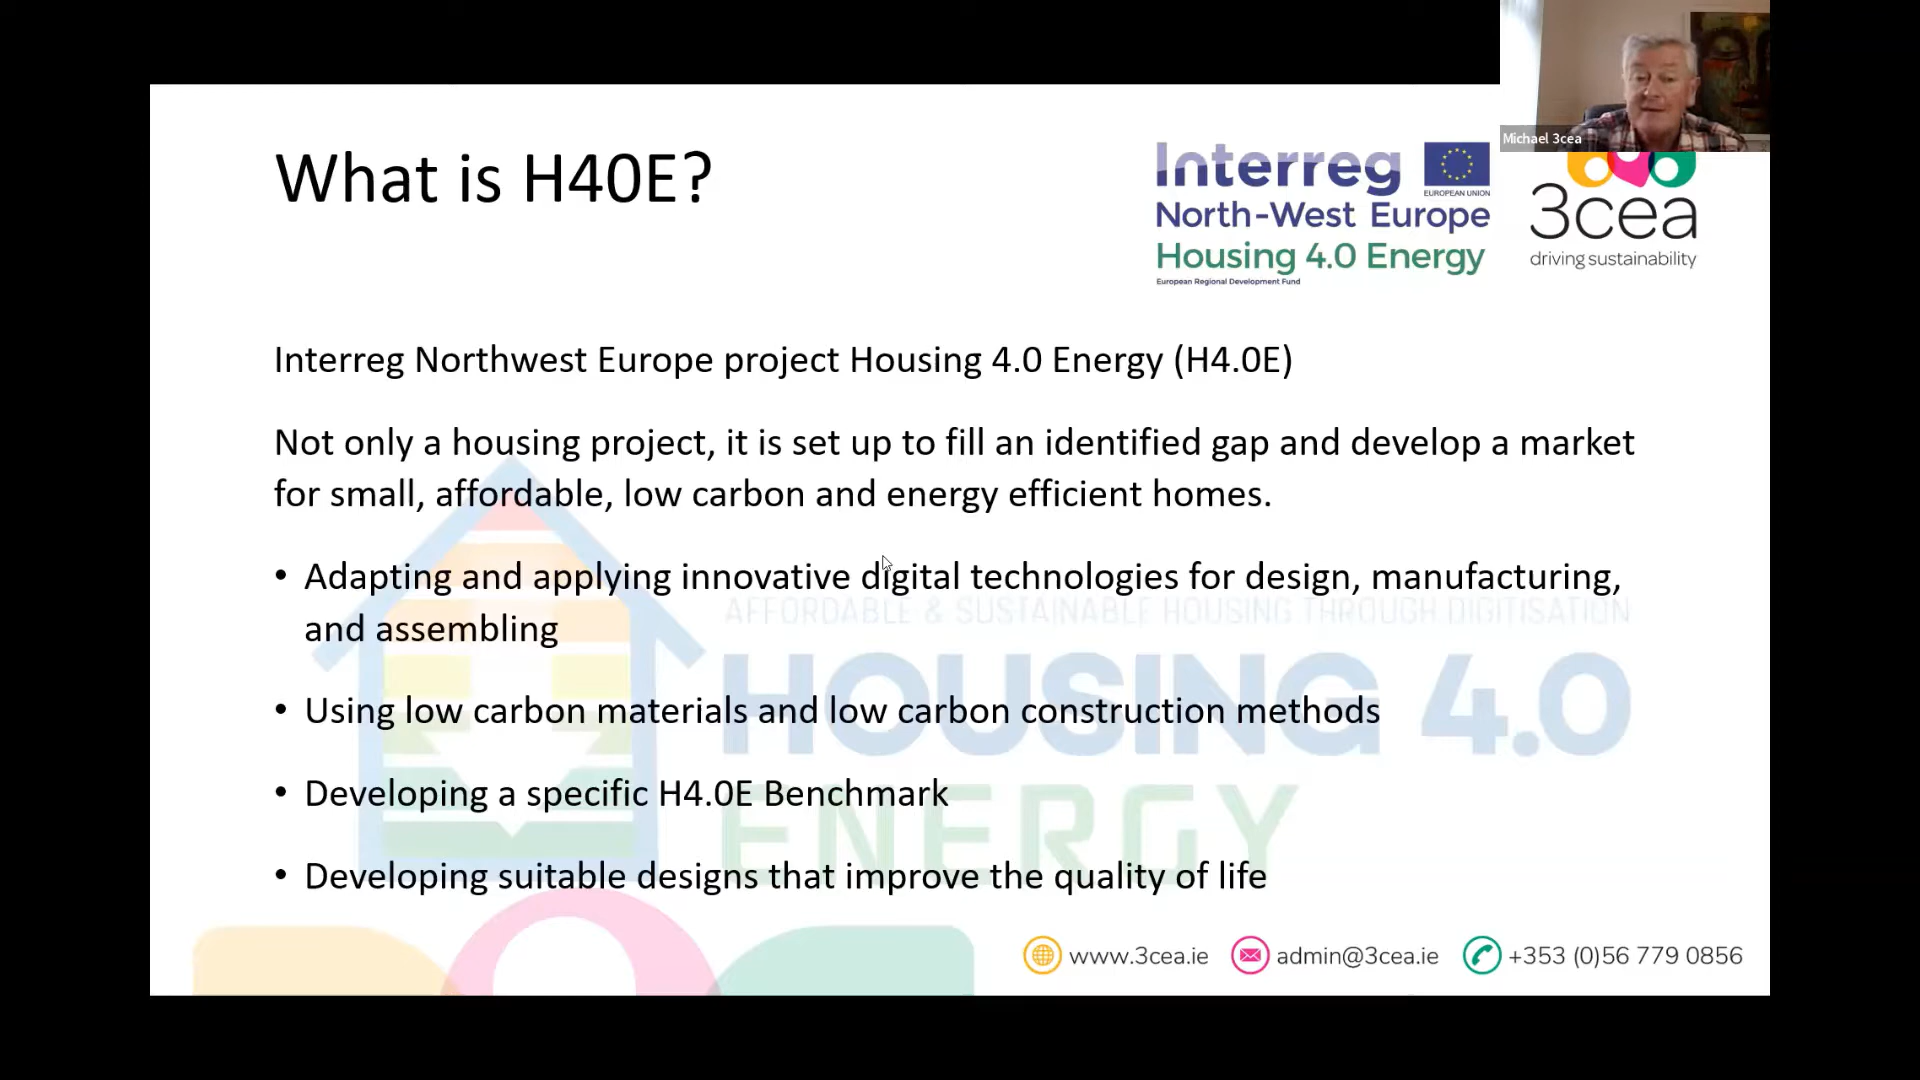 Michael 3cea
What is H40E?
Interreg
EUROPEAN UNION
North-West Europe
Housing 4.0 Energy
European Regional Development Fund
3cea
driving sustainability
Interreg Northwest Europe project Housing 4.0 Energy (H4.0E)
Not only a housing project, it is set up to fill an identified gap and develop a market
for small, affordable, low carbon and energy efficient homes.
• Adapting and applying innovative digital technologies for design, manufacturing,
and assembling
AFFORDABLE & SUSTAINABLE HOUSING THROUGH DIGITISATION
HOUSING 4.0
ENERGY
• Using low carbon materials and low carbon construction methods
• Developing a specific H4.0E Benchmark
• Developing suitable designs that improve the quality of life
www.3cea.ie admin@3cea.ie +353 (0)56 779 0856